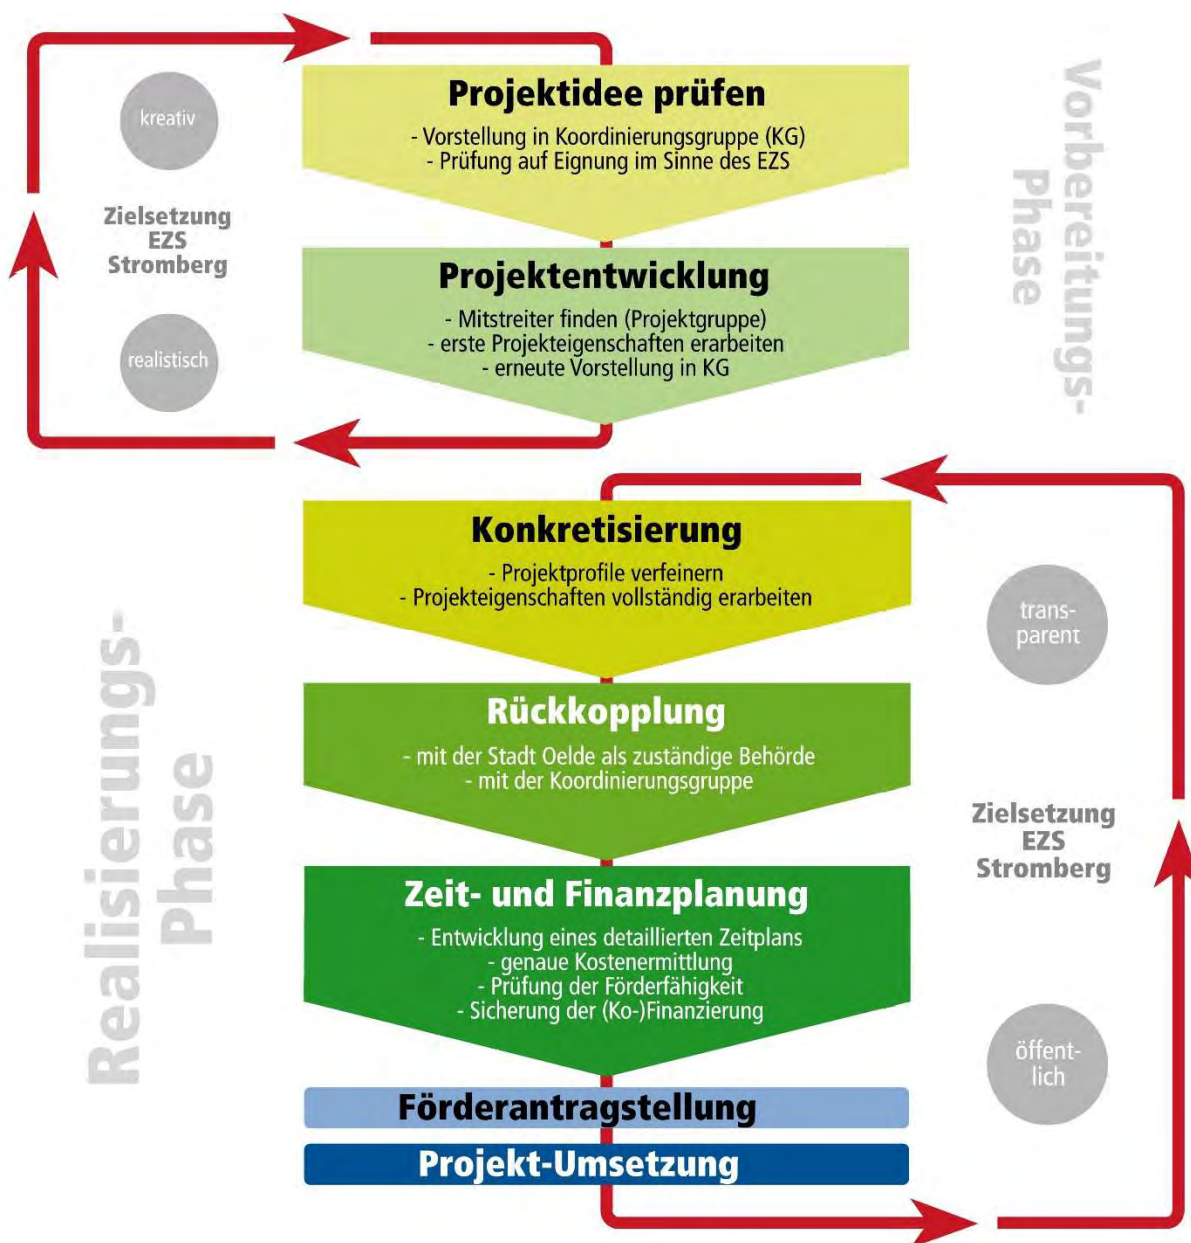 Projektidee prüfen
- Vorstellung in Koordinierungsgruppe (KG)
- Prüfung auf Eignung im Sinne des EZS
kreativ
Zielsetzung
EZS
Stromberg
realistisch
Vorbereitungs-
Phase
Projektentwicklung
- Mitstreiter finden (Projektgruppe)
- erste Projekteigenschaften erarbeiten
- erneute Vorstellung in KG
Konkretisierung
- Projektprofile verfeinern
- Projekteigenschaften vollständig erarbeiten
Realisierungs-
Phase
trans-
parent
Rückkopplung
- mit der Stadt Oelde als zuständige Behörde
- mit der Koordinierungsgruppe
Zielsetzung
EZS
Stromberg
Zeit- und Finanzplanung
- Entwicklung eines detaillierten Zeitplans
- genaue Kostenermittlung
- Prüfung der Förderfähigkeit
- Sicherung der (Ko-)Finanzierung
öffent-
lich
Förderantragstellung
Projekt-Umsetzung